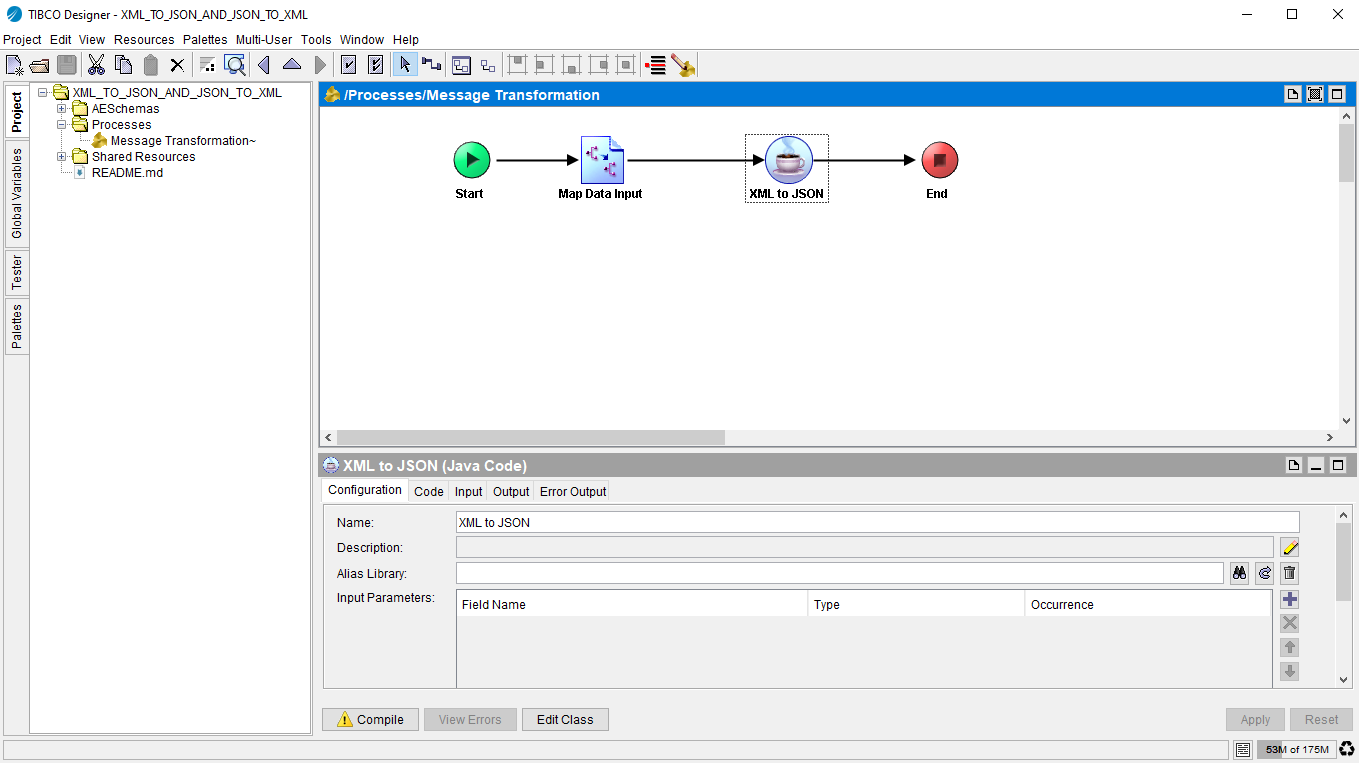 TIBCO Designer - XML_TO_JSON_AND_JSON_TO_XML
Project Edit View Resources Palettes Multi-User Tools Window Help
Project
Global Variables
Tester
Palettes
XML_TO_JSON_AND_JSON_TO_XML
AESchemas
Processes
Message Transformation~
Shared Resources
README.md
/Processes/Message Transformation
Start Map Data Input XML to JSON End
XML to JSON (Java Code)
Configuration Code Input Output Error Output
Name: XML to JSON
Description:
Alias Library:
Input Parameters: Field Name Type Occurrence
Compile View Errors Edit Class Apply Reset
53M of 175M